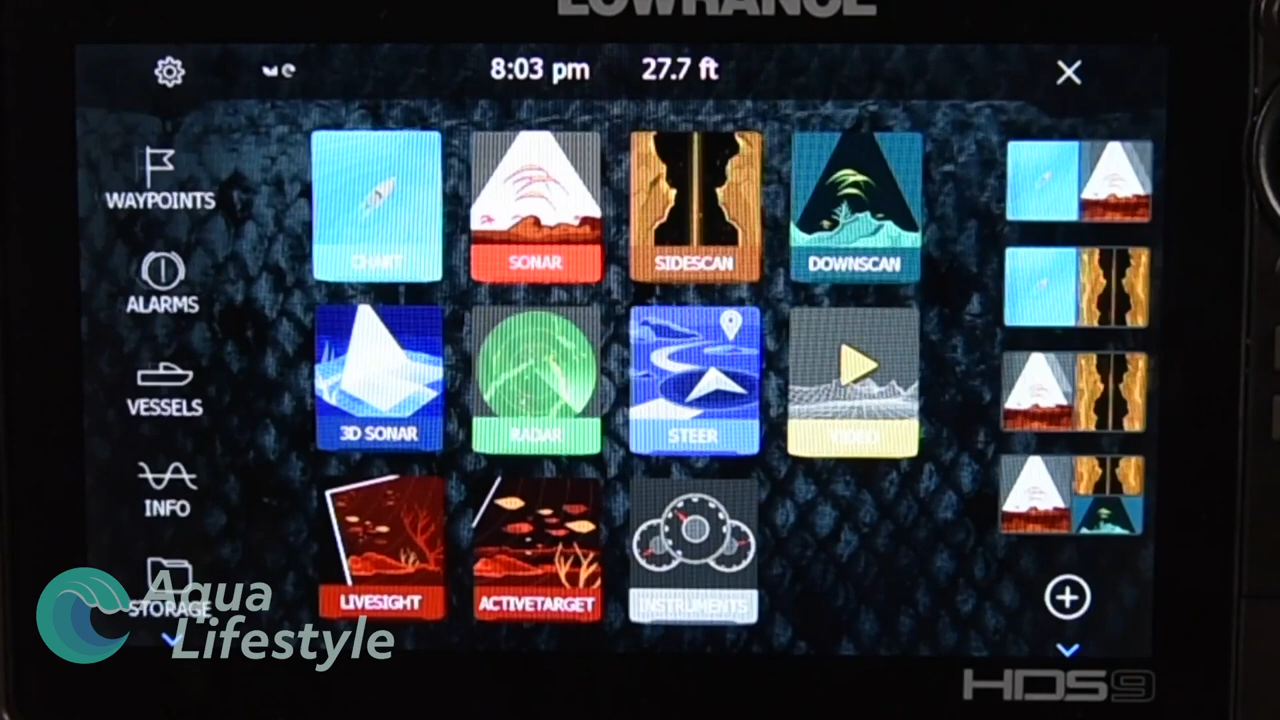 LOWRANCE
8:03 pm 27.7 ft
WAYPOINTS
ALARMS
VESSELS
INFO
STORAGE
CHART SONAR SIDESCAN DOWNSCAN
3D SONAR RADAR STEER VIDEO
LIVESIGHT ACTIVETARGET INSTRUMENTS
Aqua
Lifestyle
HDS9